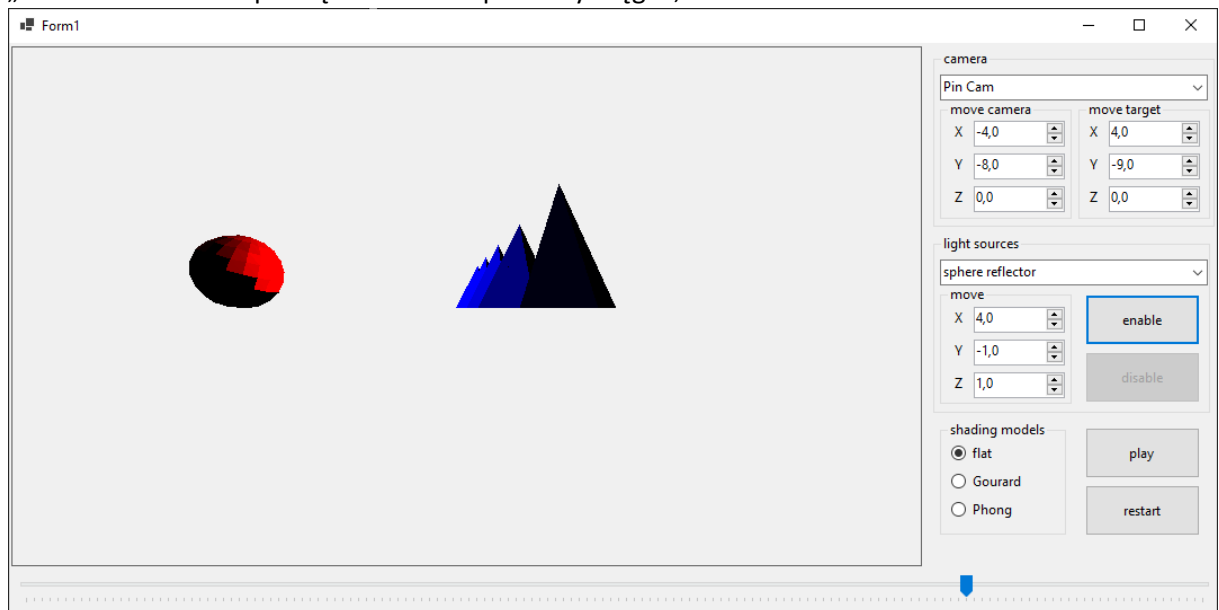 Form1
camera
Pin Cam
move camera
X -4,0
Y -8,0
Z 0,0
move target
X 4,0
Y -9,0
Z 0,0
light sources
sphere reflector
move
X 4,0
Y -1,0
Z 1,0
enable
disable
shading models
flat
Gourard
Phong
play
restart